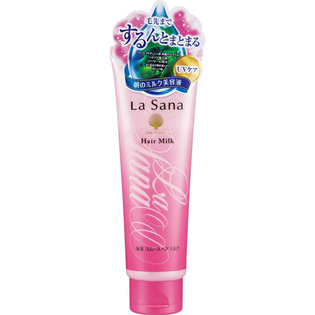 毛先まで
するんとまとまる
UVケア
朝のミルク美容液
La Sana
Hair Milk
La
Sana
海藻 スムースヘア ミルク